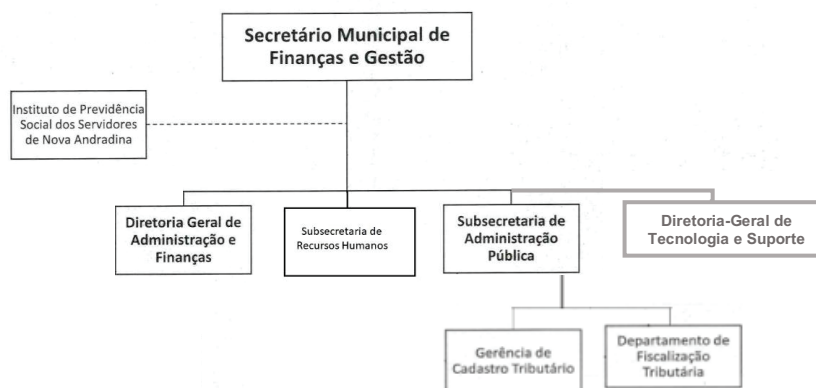 Secretário Municipal de
Finanças e Gestão
Instituto de Previdência
Social dos Servidores
de Nova Andradina
Diretoria Geral de
Administração e
Finanças
Subsecretaria de
Recursos Humanos
Subsecretaria de
Administração
Pública
Diretoria-Geral de
Tecnologia e Suporte
Gerência de
Cadastro Tributário
Departamento de
Fiscalização
Tributária